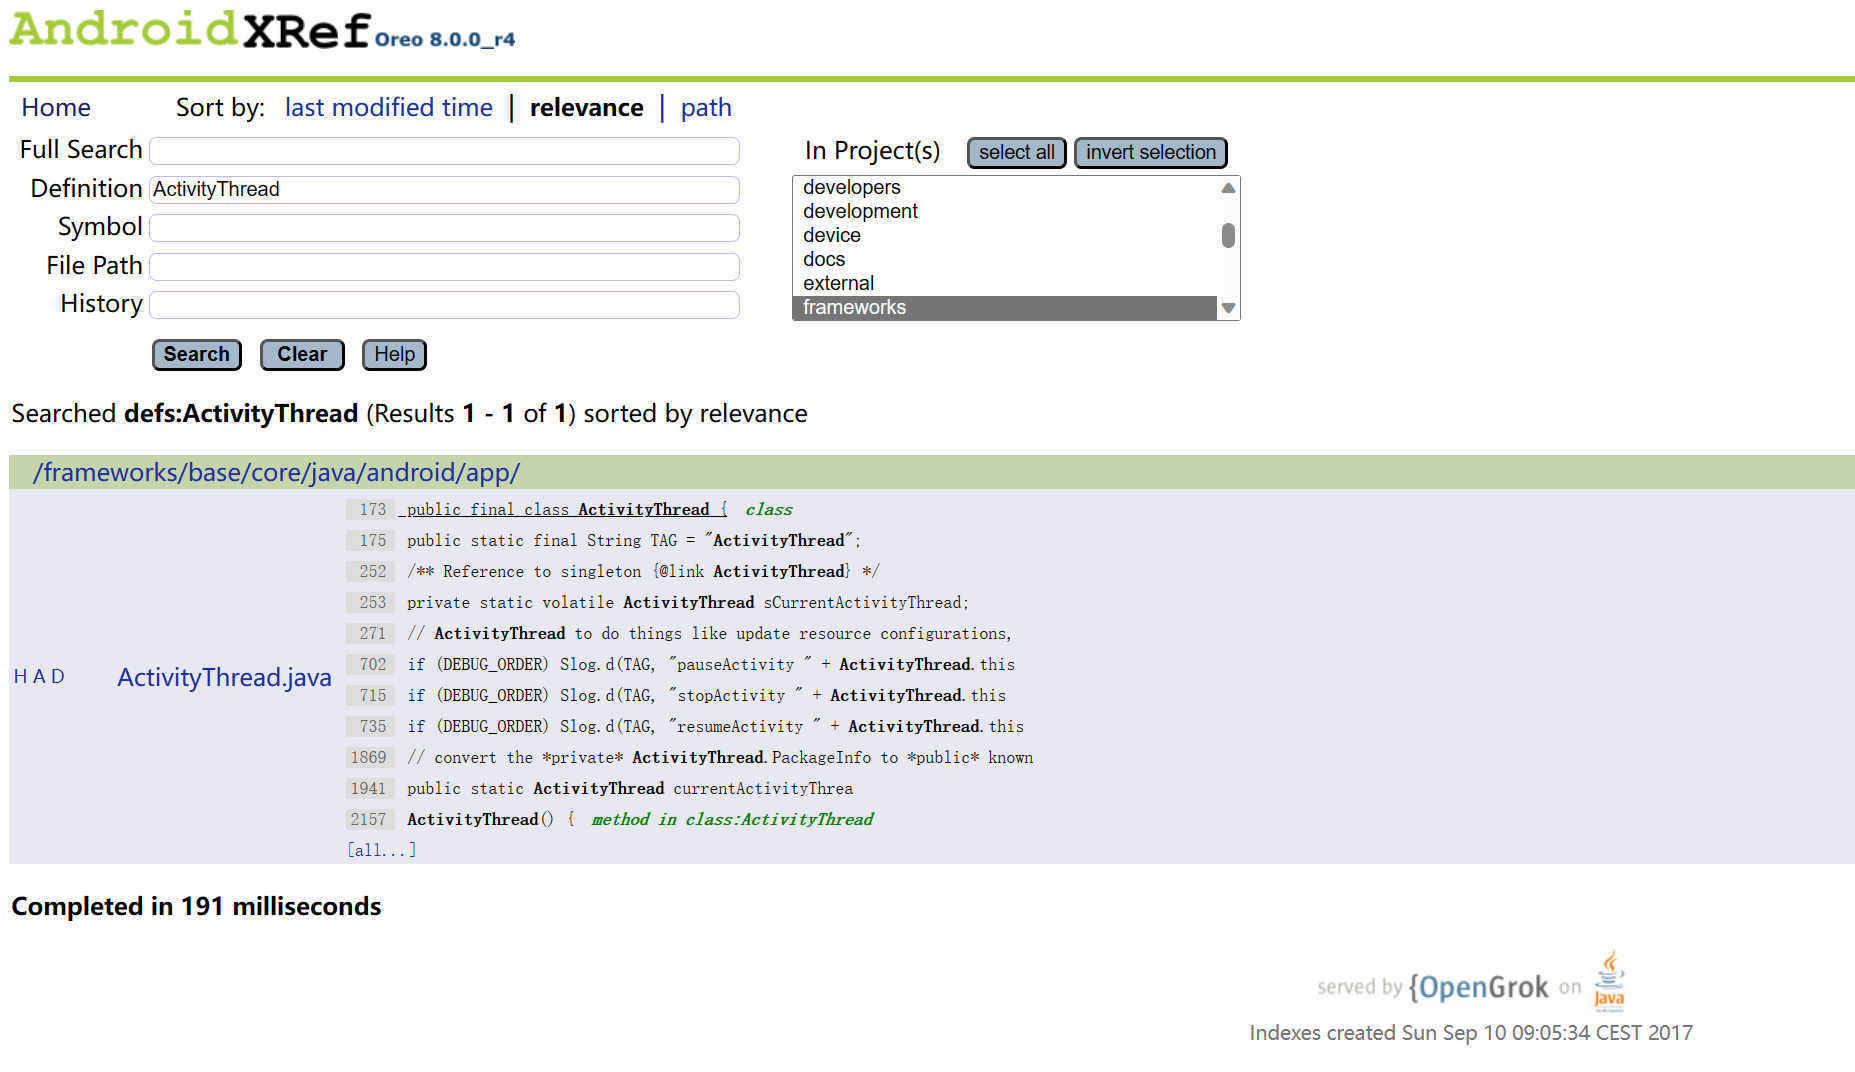 AndroidXRef Oreo 8.0.0_r4
Home Sort by: last modified time | relevance | path
Full Search
Definition ActivityThread
Symbol
File Path
History
In Project(s) select all invert selection
developers
development
device
docs
external
frameworks
Search Clear Help
Searched defs:ActivityThread (Results 1 - 1 of 1) sorted by relevance
/frameworks/base/core/java/android/app/
H A D ActivityThread.java
173 public final class ActivityThread { class
175 public static final String TAG = "ActivityThread";
252 /** Reference to singleton {@link ActivityThread} */
253 private static volatile ActivityThread sCurrentActivityThread;
271 // ActivityThread to do things like update resource configurations,
702 if (DEBUG_ORDER) Slog.d(TAG, "pauseActivity " + ActivityThread.this
715 if (DEBUG_ORDER) Slog.d(TAG, "stopActivity " + ActivityThread.this
735 if (DEBUG_ORDER) Slog.d(TAG, "resumeActivity " + ActivityThread.this
1869 // convert the *private* ActivityThread.PackageInfo to *public* known
1941 public static ActivityThread currentActivityThrea
2157 ActivityThread() { method in class:ActivityThread
[all...]
Completed in 191 milliseconds
served by {OpenGrok on Java
Indexes created Sun Sep 10 09:05:34 CEST 2017